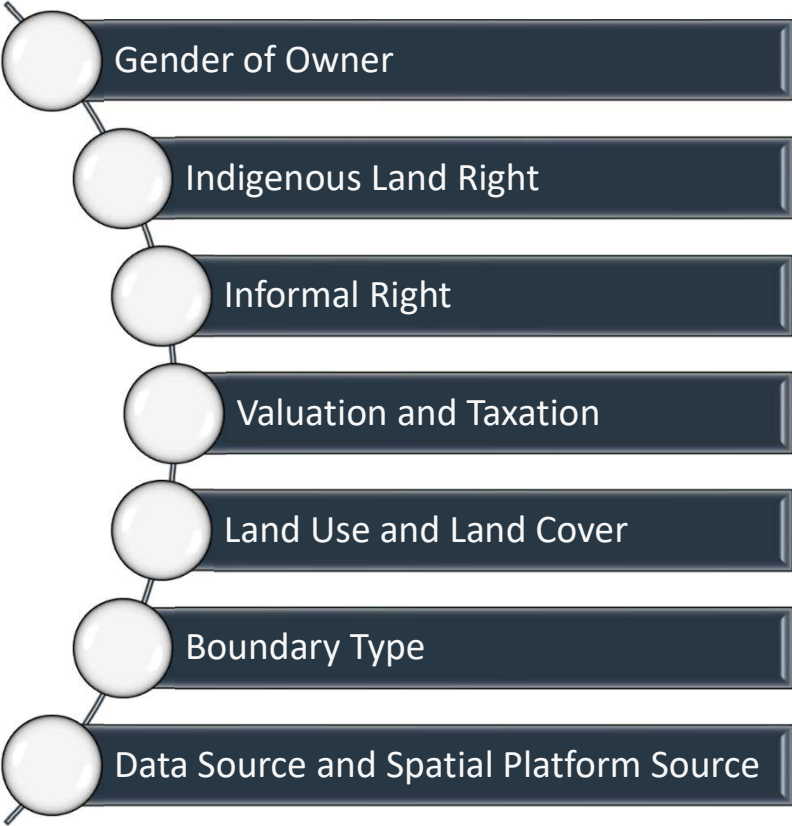 Gender of Owner
Indigenous Land Right
Informal Right
Valuation and Taxation
Land Use and Land Cover
Boundary Type
Data Source and Spatial Platform Source